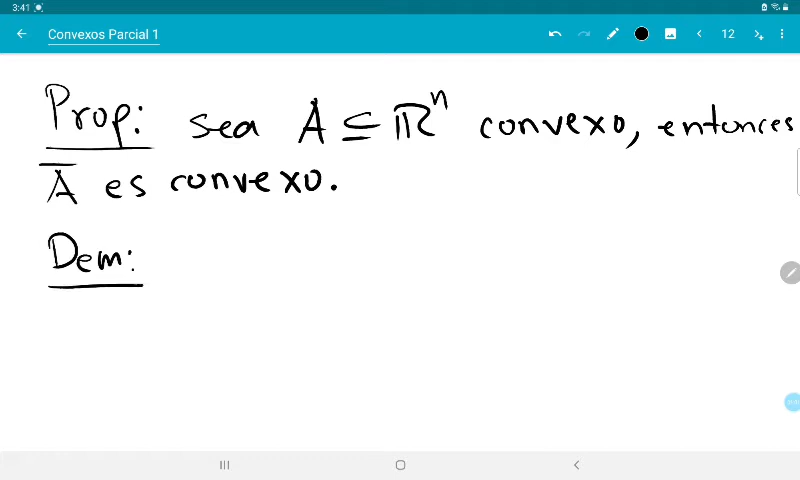 3:41
Convexos Parcial 1
12
Prop: sea A ⊆ ℝⁿ convexo, entonces
A̅ es convexo.
Dem: